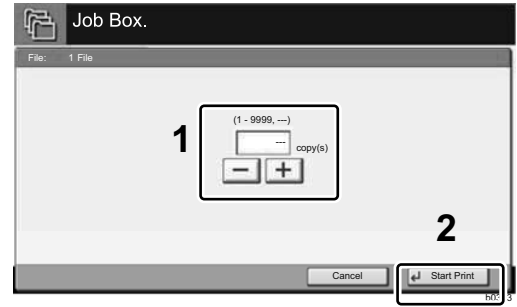 Job Box.
File: 1 File
1
(1 - 9999, ---)
--- copy(s)
2
Cancel
Start Print